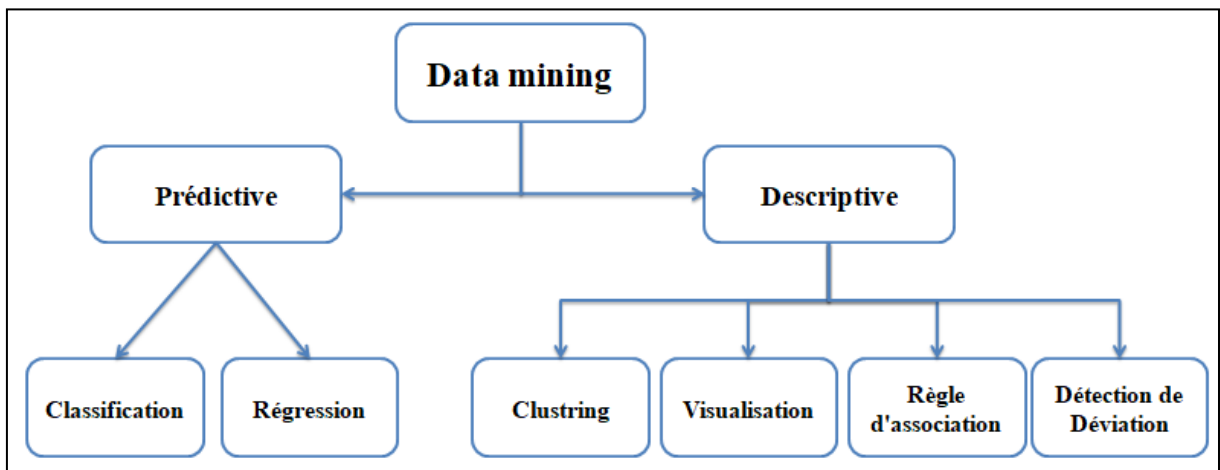 Data mining
Prédictive
Descriptive
Classification
Régression
Clustring
Visualisation
Règle
d'association
Détection de
Déviation